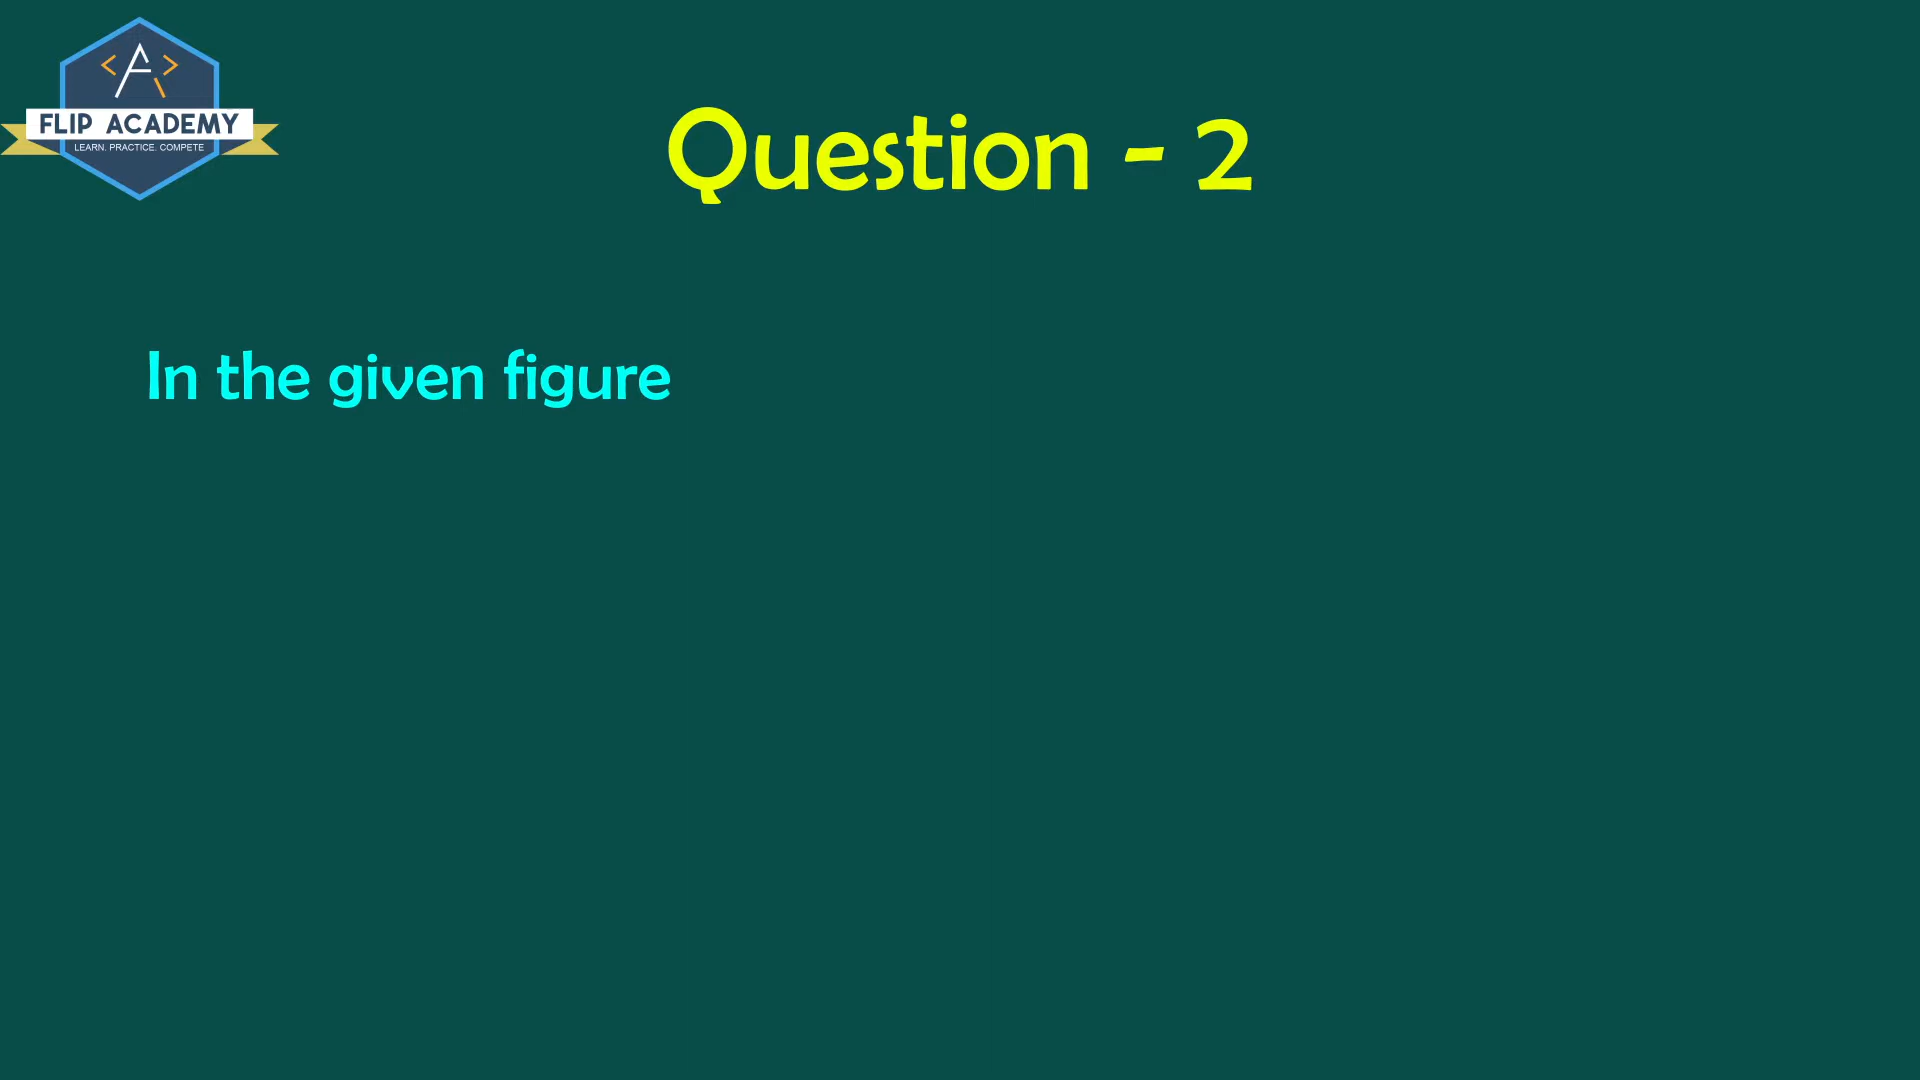 FLIP ACADEMY
LEARN. PRACTICE. COMPETE
Question - 2
In the given figure